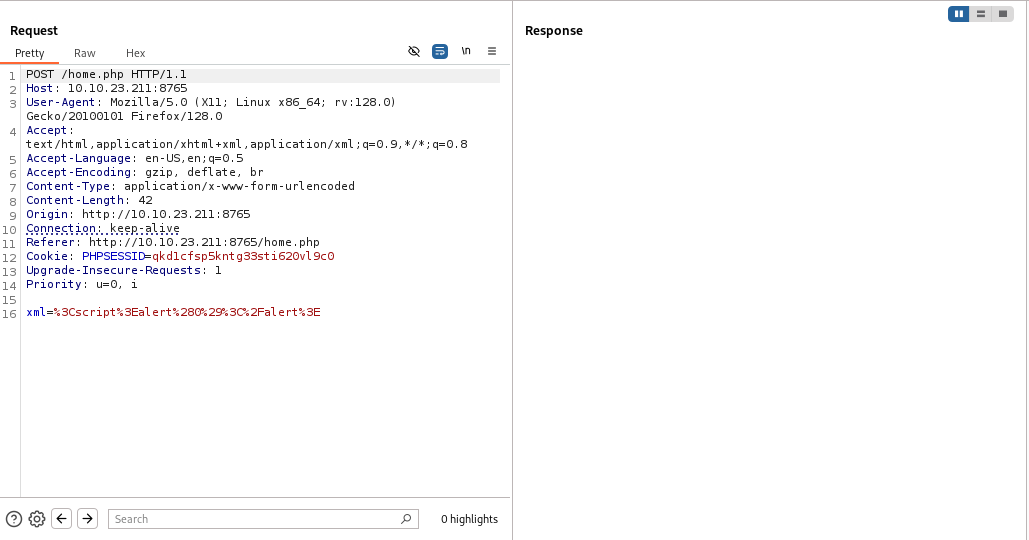 Request
Response
Pretty Raw Hex
\n
1 POST /home.php HTTP/1.1
2 Host: 10.10.23.211:8765
3 User-Agent: Mozilla/5.0 (X11; Linux x86_64; rv:128.0)
Gecko/20100101 Firefox/128.0
4 Accept:
text/html,application/xhtml+xml,application/xml;q=0.9,*/*;q=0.8
5 Accept-Language: en-US,en;q=0.5
6 Accept-Encoding: gzip, deflate, br
7 Content-Type: application/x-www-form-urlencoded
8 Content-Length: 42
9 Origin: http://10.10.23.211:8765
10 Connection: keep-alive
11 Referer: http://10.10.23.211:8765/home.php
12 Cookie: PHPSESSID=qkd1cfsp5kntg33sti620vl9c0
13 Upgrade-Insecure-Requests: 1
14 Priority: u=0, i
15
16 xml=%3Cscript%3Ealert%280%29%3C%2Falert%3E
Search
0 highlights